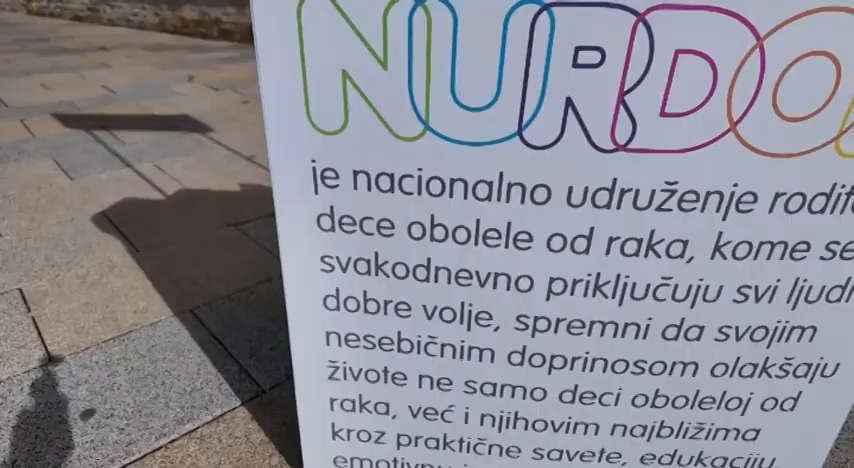 NURDO
je nacionalno udruženje
dece obolele od raka, kome se
svakodnevno priključuju svi
dobre volje, spremni da svojim
nesebičnim doprinosom olakšaju
živote ne samo deci oboleloj od
raka, već i njihovim najbližima
kroz praktične savete, edukaciju